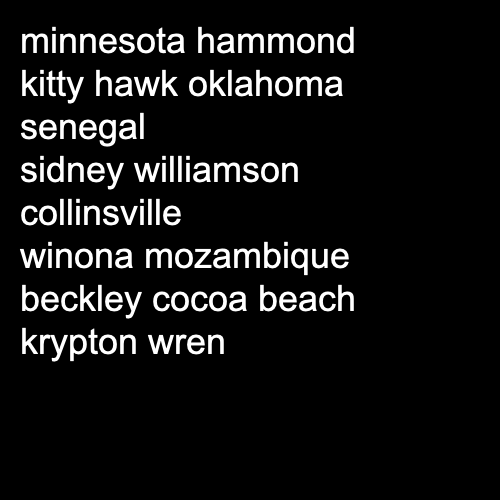 minnesota hammond
kitty hawk oklahoma
senegal
sidney williamson
collinsville
winona mozambique
beckley cocoa beach
krypton wren